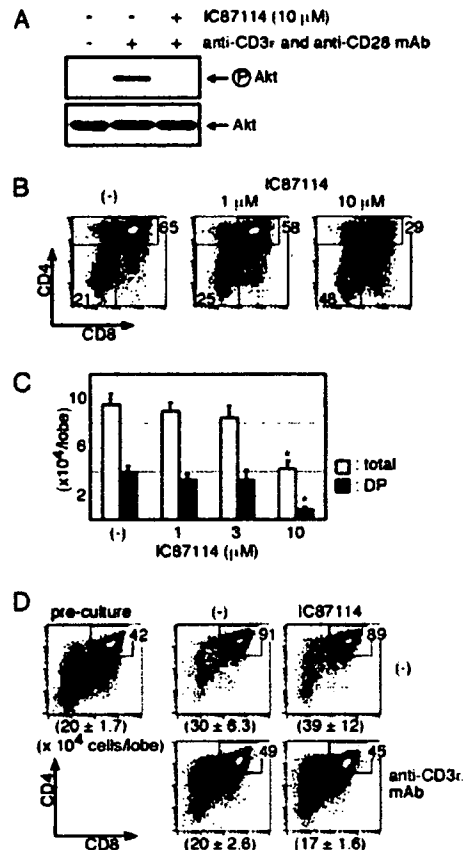 A
- - + IC87114 (10 μM)
- + + anti-CD3ε and anti-CD28 mAb
P Akt
Akt
B
IC87114
(-) 1 μM 10 μM
65 58 29
21 25 48
CD4
CD8
C
(x10⁴/lobe)
10
6
2
: total
: DP
* *
(-) 1 3 10
IC87114 (μM)
D
pre-culture (-) IC87114
42 91 89
(-)
(20 ± 1.7) (30 ± 6.3) (39 ± 12)
(x 10⁴ cells/lobe)
49 45
anti-CD3ε
mAb
CD4
CD8
(20 ± 2.6) (17 ± 1.6)